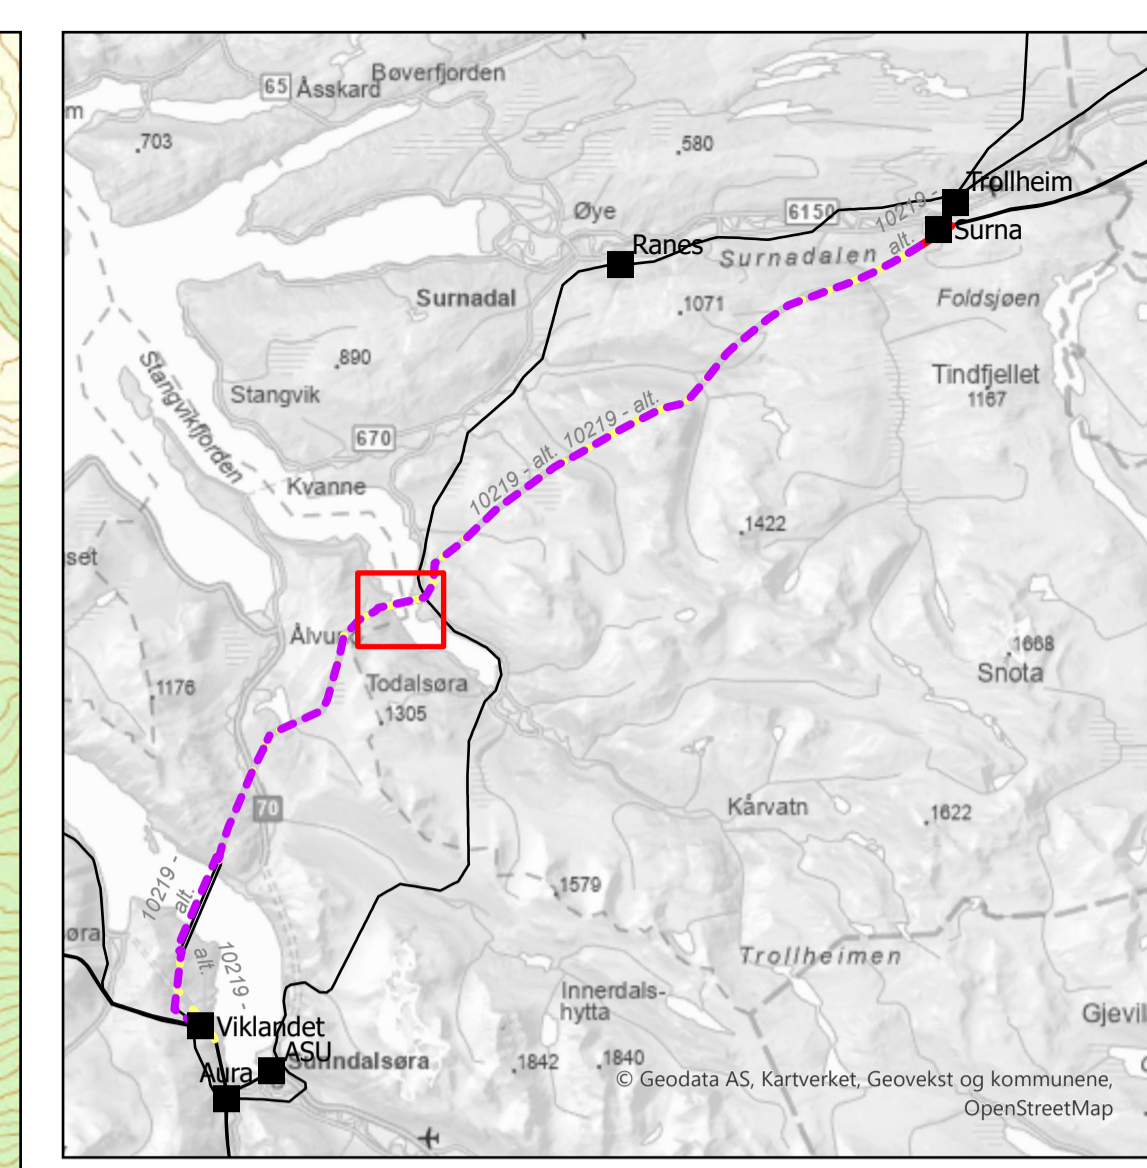 Bøverfjorden
65 Åsskard
m
703
580
Trollheim
10219 -
alt.
Øye
6150
Surna
Ranes
Surnadalen
Surnadal
1071
Foldsjøen
890
Stangvikfjorden
Stangvik
Tindfjellet
1167
10219 - alt. 10219 - alt.
670
Kvanne
1422
set
Ålvu
1668
Snota
1176
Todalsøra
1305
70
Kårvatn
1622
10219 -
alt.
1579
øra
10219 -
alt.
Trollheimen
Innerdals-
hytta
Gjevil
Viklandet
ASU
Sunndalsøra
Aura
1842
1840
© Geodata AS, Kartverket, Geovekst og kommunene,
OpenStreetMap